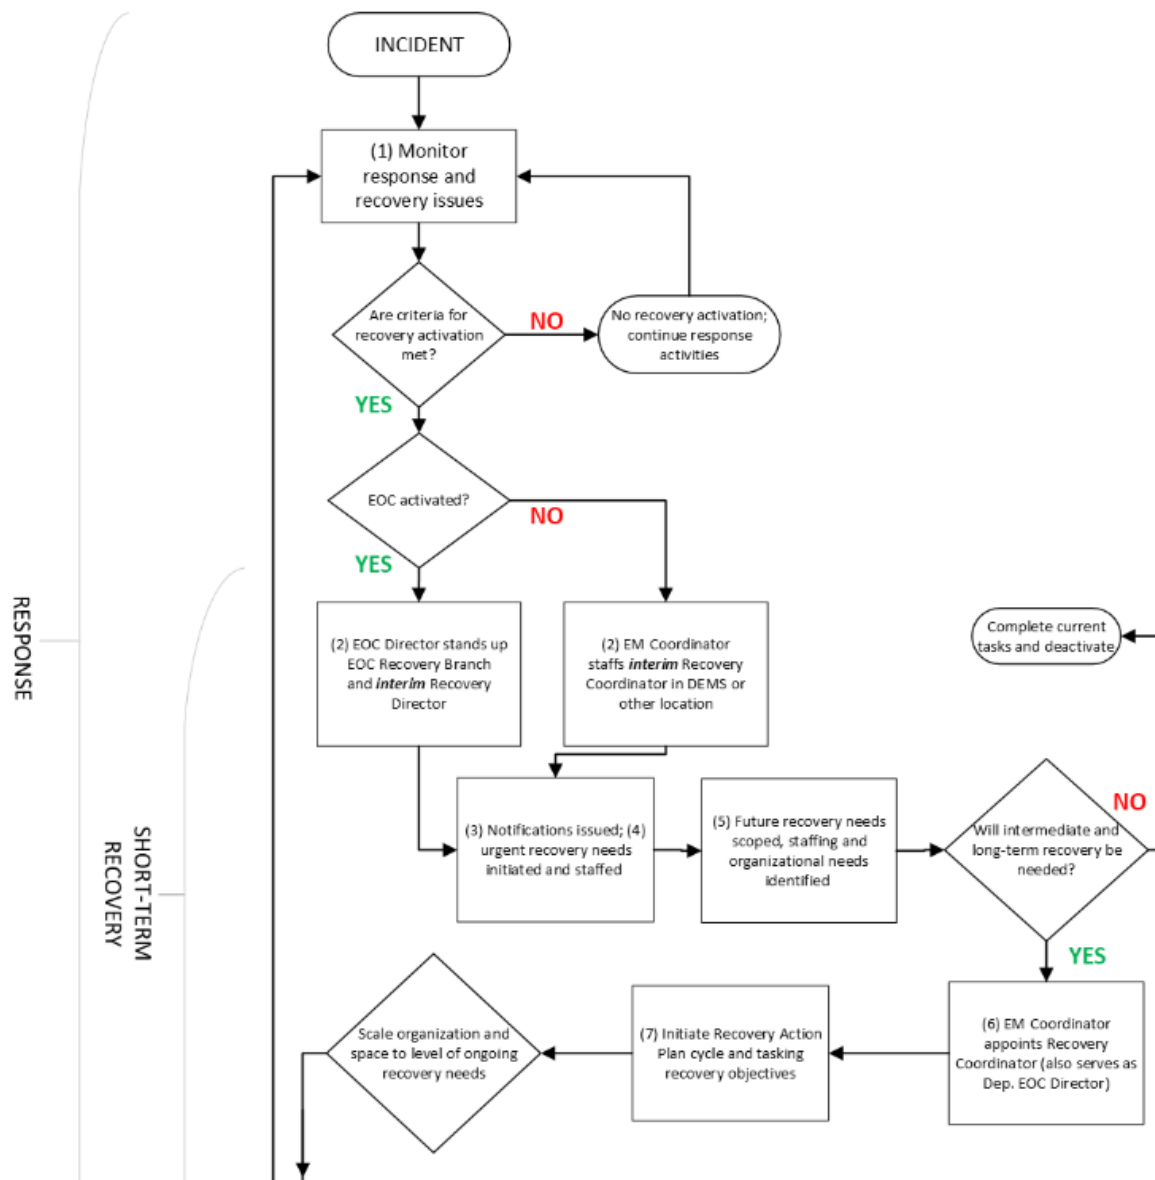 INCIDENT
(1) Monitor
response and
recovery issues
Are criteria for
recovery activation
met?
NO
No recovery activation;
continue response
activities
YES
EOC activated?
NO
YES
RESPONSE
(2) EOC Director stands up
EOC Recovery Branch
and interim Recovery
Director
(2) EM Coordinator
staffs interim Recovery
Coordinator in DEMS or
other location
Complete current
tasks and deactivate
SHORT-TERM
RECOVERY
(3) Notifications issued; (4)
urgent recovery needs
initiated and staffed
(5) Future recovery needs
scoped, staffing and
organizational needs
identified
Will intermediate and
long-term recovery be
needed?
NO
YES
Scale organization and
space to level of ongoing
recovery needs
(7) Initiate Recovery Action
Plan cycle and tasking
recovery objectives
(6) EM Coordinator
appoints Recovery
Coordinator (also serves as
Dep. EOC Director)